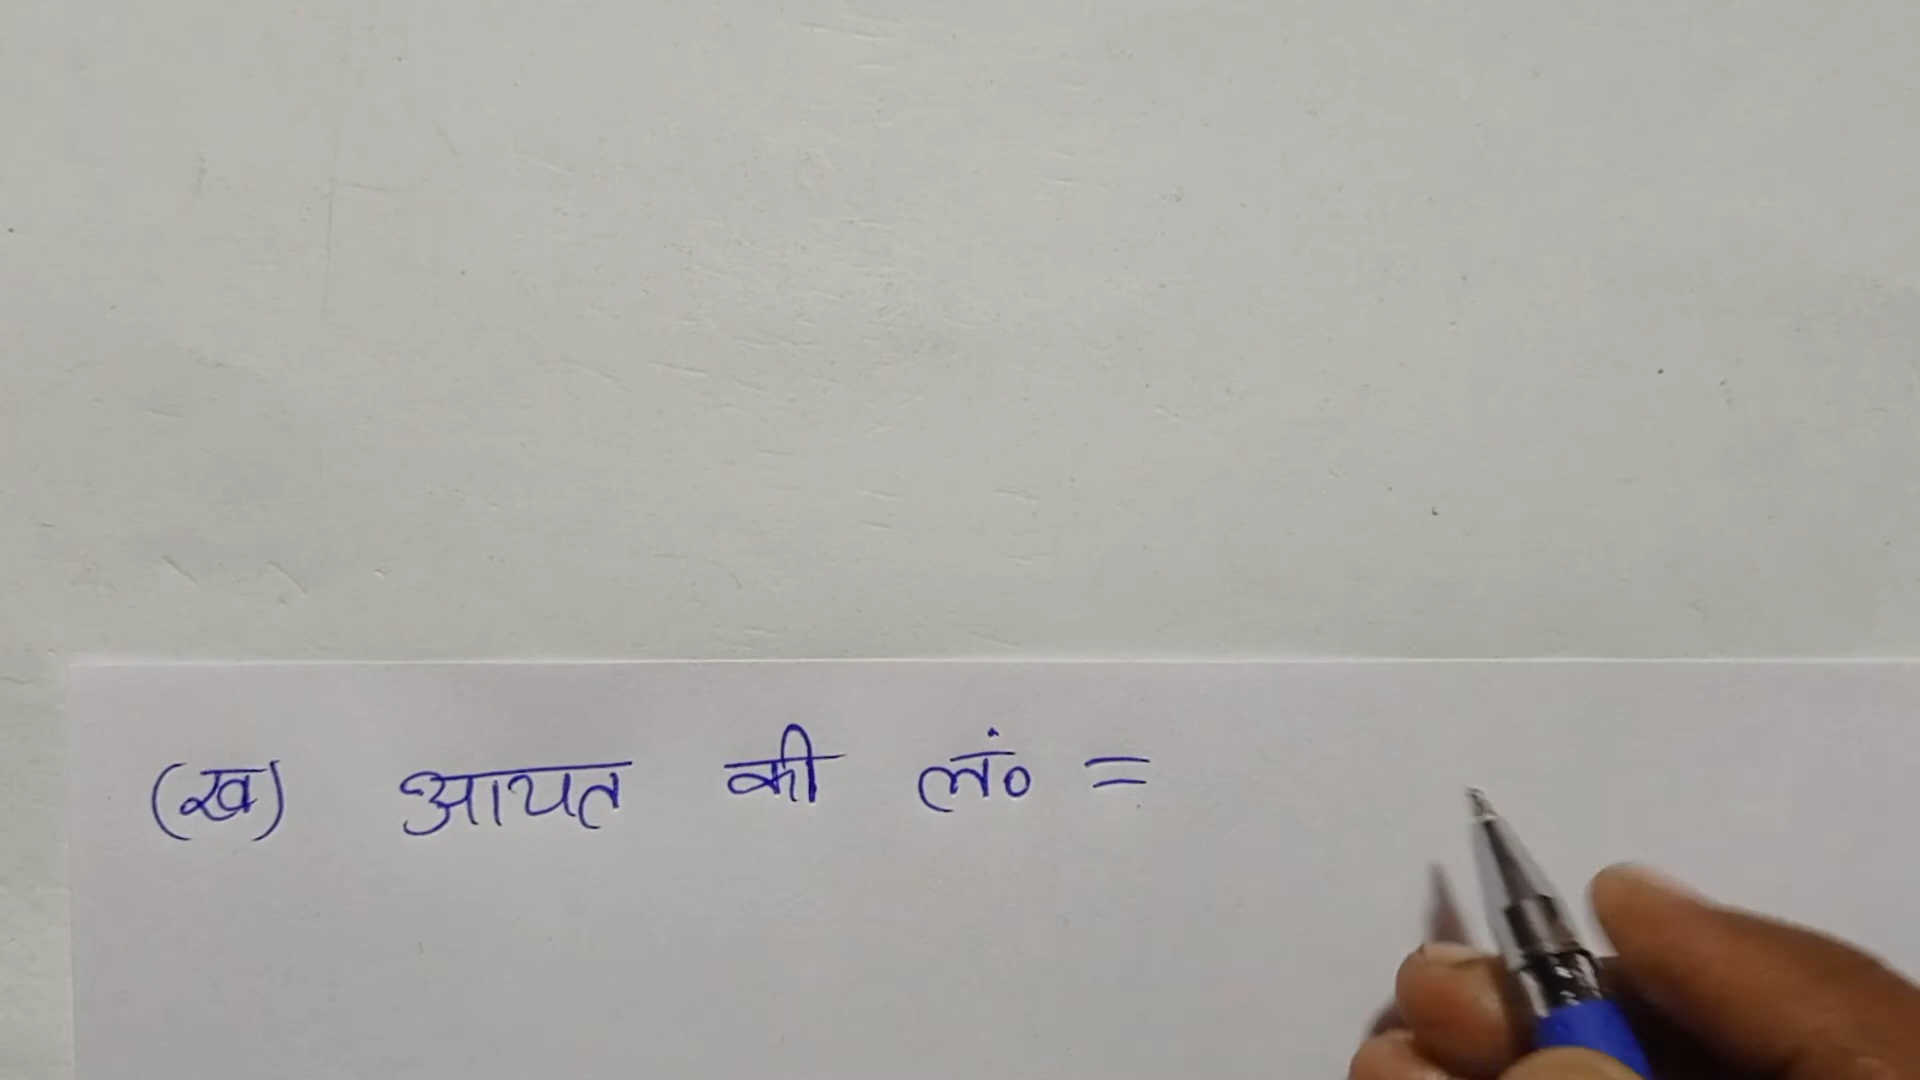 (ख) आयत की लं० =